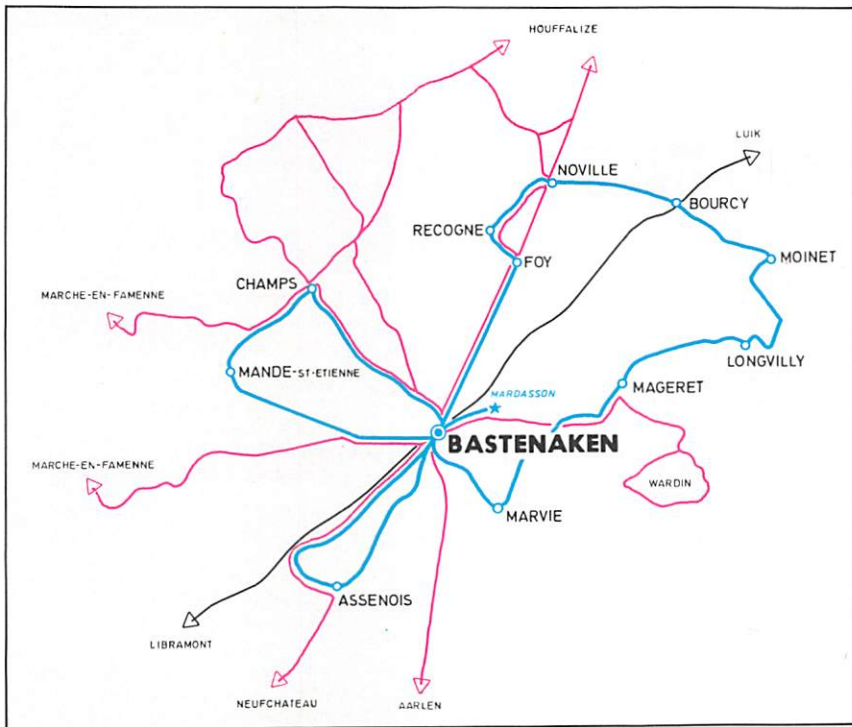 HOUFFALIZE
LUIK
NOVILLE
BOURCY
RECOGNE
FOY
MOINET
CHAMPS
MARCHE-EN-FAMENNE
LONGVILLY
MANDE-ST-ETIENNE
MAGERET
MARDASSON
BASTENAKEN
MARCHE-EN-FAMENNE
WARDIN
MARVIE
ASSENOIS
LIBRAMONT
NEUFCHATEAU
AARLEN